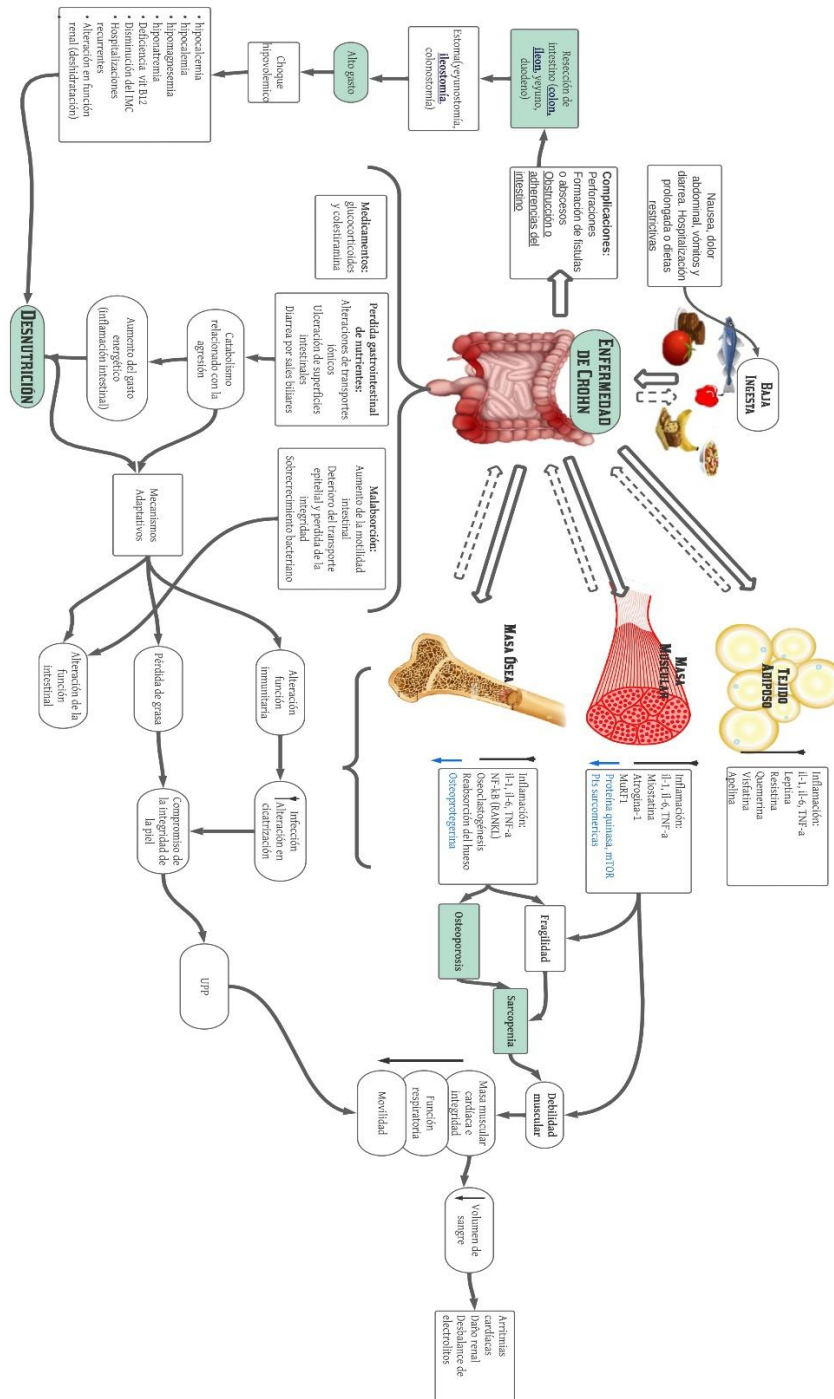 Nausea, dolor
abdominal, vómitos y
diarrea. Hospitalización
prolongada o dietas
restrictivas
BAJA
INGESTA
ENFERMEDAD
DE CROHN
Complicaciones:
Perforaciones
Formación de fistulas
o abscesos
Obstrucción o
adherencias del
intestino
Resección de
intestino (colon,
íleon, yeyuno,
duodeno)
Estoma(yeyunostomía,
ileostomía,
colonostomía)
Alto gasto
Choque
hipovolemico
• hipocalcemia
• hipocalemia
• hipomagnesemia
• hiponatremia
• Deficiencia vit B12
• Disminución del IMC
• Hospitalizaciones
recurrentes
• Alteración en función
renal (deshidratación)
TEJIDO
ADIPOSO
Inflamación:
il-1, il-6, TNF-a
Leptina
Resistina
Quemerina
Visfatina
Apelina
MASA
MUSCULAR
Inflamación:
il-1, il-6, TNF-a
Miostatina
Atrogina-1
MuRF1
Proteína quinasa, mTOR
Pts sarcomericas
MASA ÓSEA
Inflamación:
il-1, il-6, TNF-a
NF-kB (RANKL)
Oseoclastogénesis
Reabsorción del hueso
Osteoprotegerina
Fragilidad
Osteoporosis
Sarcopenia
Debilidad
muscular
Masa muscular
cardíaca e
integridad
Función
respiratoria
Movilidad
Volumen de
sangre
Arritmias
cardíacas
Daño renal
Desbalance de
electrolitos
Medicamentos:
glucocorticoides
y colestiramina
Perdida gastrointestinal
de nutrientes:
Alteraciones de transportes
iónicos
Ulceración de superficies
intestinales
Diarrea por sales biliares
Malabsorción:
Aumento de la motilidad
intestinal
Deterioro del transporte
epitelial y perdida de la
integridad
Sobrecrecimiento bacteriano
Catabolismo
relacionado con la
agresión
Aumento del gasto
energético
(inflamación intestinal)
DESNUTRICIÓN
Mecanismos
Adaptativos
Alteración función
inmunitaria
Pérdida de grasa
Alteración de la
función
intestinal
Infección
Alteración en
cicatrización
Compromiso de
la integridad de
la piel
UPP